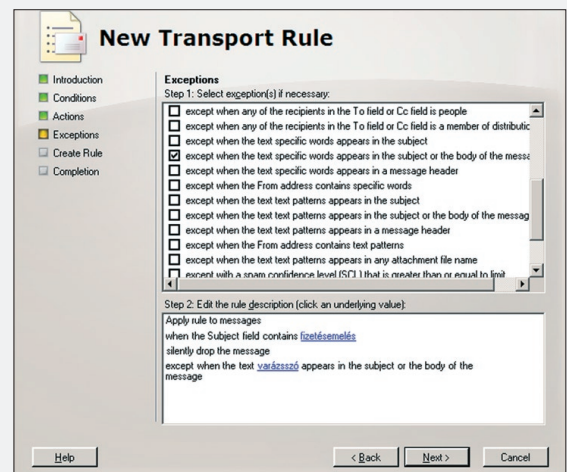 New Transport Rule
Introduction
Conditions
Actions
Exceptions
Create Rule
Completion
Exceptions
Step 1: Select exception(s) if necessary:
except when any of the recipients in the To field or Cc field is people
except when any of the recipients in the To field or Cc field is a member of distributic
except when the text specific words appears in the subject
except when the text specific words appears in the subject or the body of the messa
except when the text specific words appears in a message header
except when the From address contains specific words
except when the text text patterns appears in the subject
except when the text text patterns appears in the subject or the body of the messag
except when the text text patterns appears in a message header
except when the From address contains text patterns
except when the text text patterns appears in any attachment file name
except with a spam confidence level (SCL) that is greater than or equal to limit
Step 2: Edit the rule description (click an underlying value):
Apply rule to messages
when the Subject field contains fizetésemelés
silently drop the message
except when the text varázsszó appears in the subject or the body of the
message
Help
< Back
Next >
Cancel